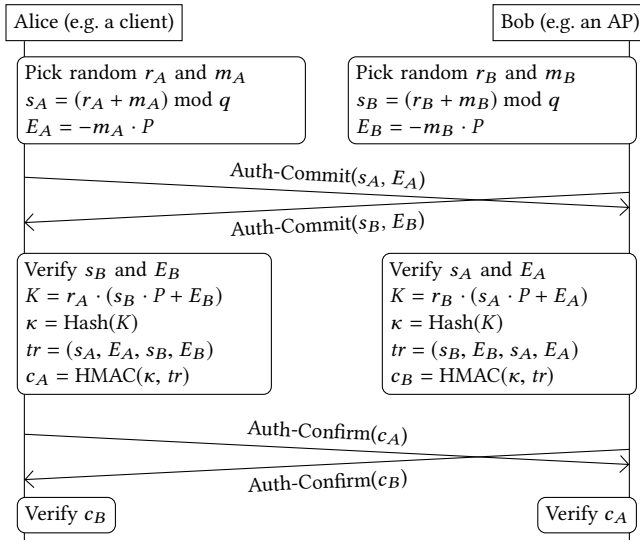 Alice (e.g. a client)
Bob (e.g. an AP)
Pick random r_A and m_A
s_A = (r_A + m_A) mod q
E_A = −m_A · P
Pick random r_B and m_B
s_B = (r_B + m_B) mod q
E_B = −m_B · P
Auth-Commit(s_A, E_A)
Auth-Commit(s_B, E_B)
Verify s_B and E_B
K = r_A · (s_B · P + E_B)
κ = Hash(K)
tr = (s_A, E_A, s_B, E_B)
c_A = HMAC(κ, tr)
Verify s_A and E_A
K = r_B · (s_A · P + E_A)
κ = Hash(K)
tr = (s_B, E_B, s_A, E_A)
c_B = HMAC(κ, tr)
Auth-Confirm(c_A)
Auth-Confirm(c_B)
Verify c_B
Verify c_A